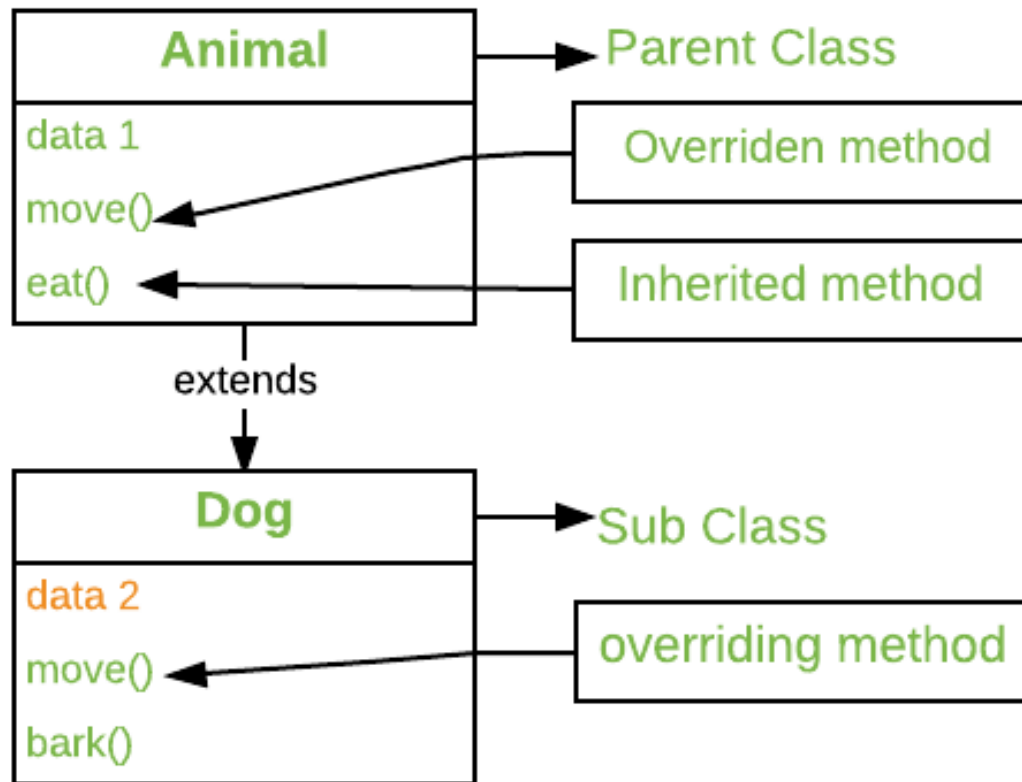 Animal
Parent Class
data 1
Overriden method
move()
eat()
Inherited method
extends
Dog
Sub Class
data 2
move()
overriding method
bark()